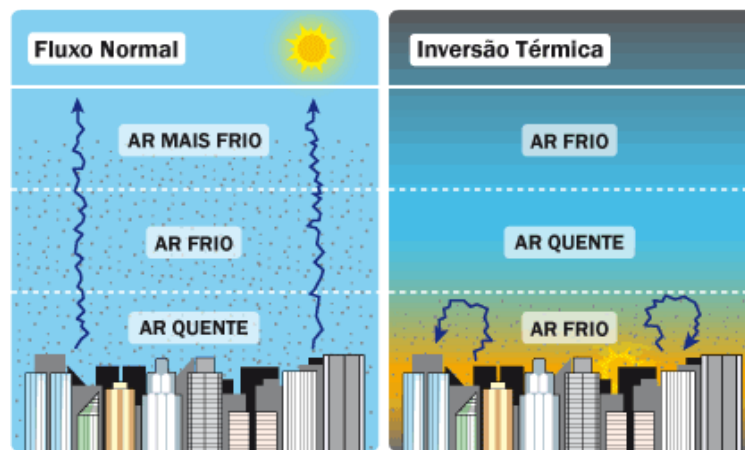 Fluxo Normal
AR MAIS FRIO
AR FRIO
AR QUENTE
Inversão Térmica
AR FRIO
AR QUENTE
AR FRIO